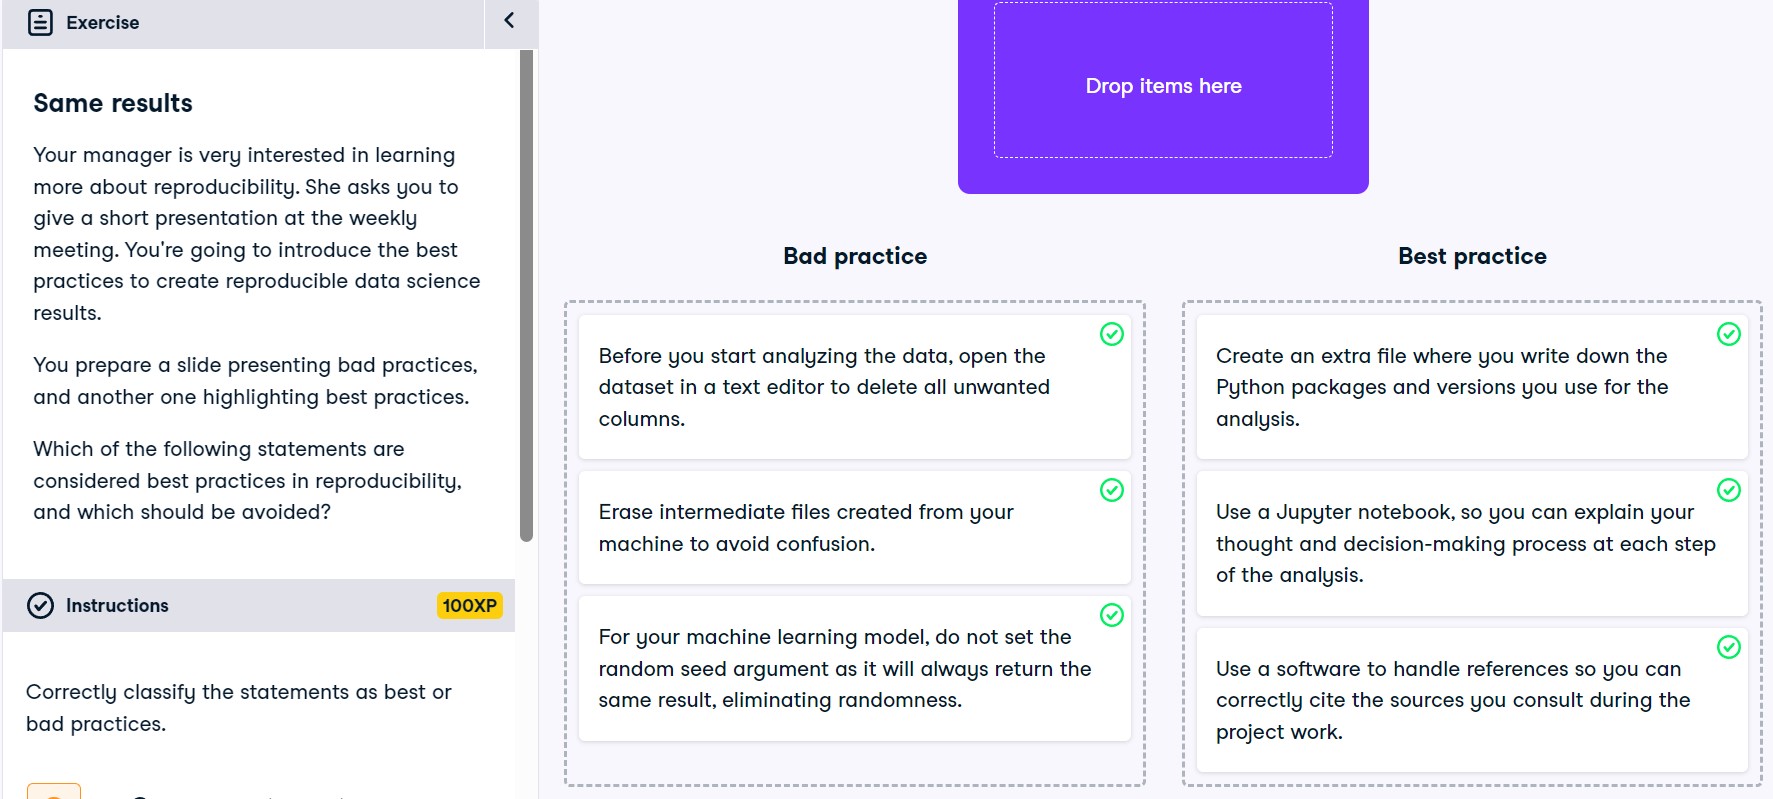 Exercise
Same results
Your manager is very interested in learning
more about reproducibility. She asks you to
give a short presentation at the weekly
meeting. You're going to introduce the best
practices to create reproducible data science
results.
You prepare a slide presenting bad practices,
and another one highlighting best practices.
Which of the following statements are
considered best practices in reproducibility,
and which should be avoided?
Instructions
100XP
Correctly classify the statements as best or
bad practices.
Drop items here
Bad practice
Before you start analyzing the data, open the
dataset in a text editor to delete all unwanted
columns.
Erase intermediate files created from your
machine to avoid confusion.
For your machine learning model, do not set the
random seed argument as it will always return the
same result, eliminating randomness.
Best practice
Create an extra file where you write down the
Python packages and versions you use for the
analysis.
Use a Jupyter notebook, so you can explain your
thought and decision-making process at each step
of the analysis.
Use a software to handle references so you can
correctly cite the sources you consult during the
project work.